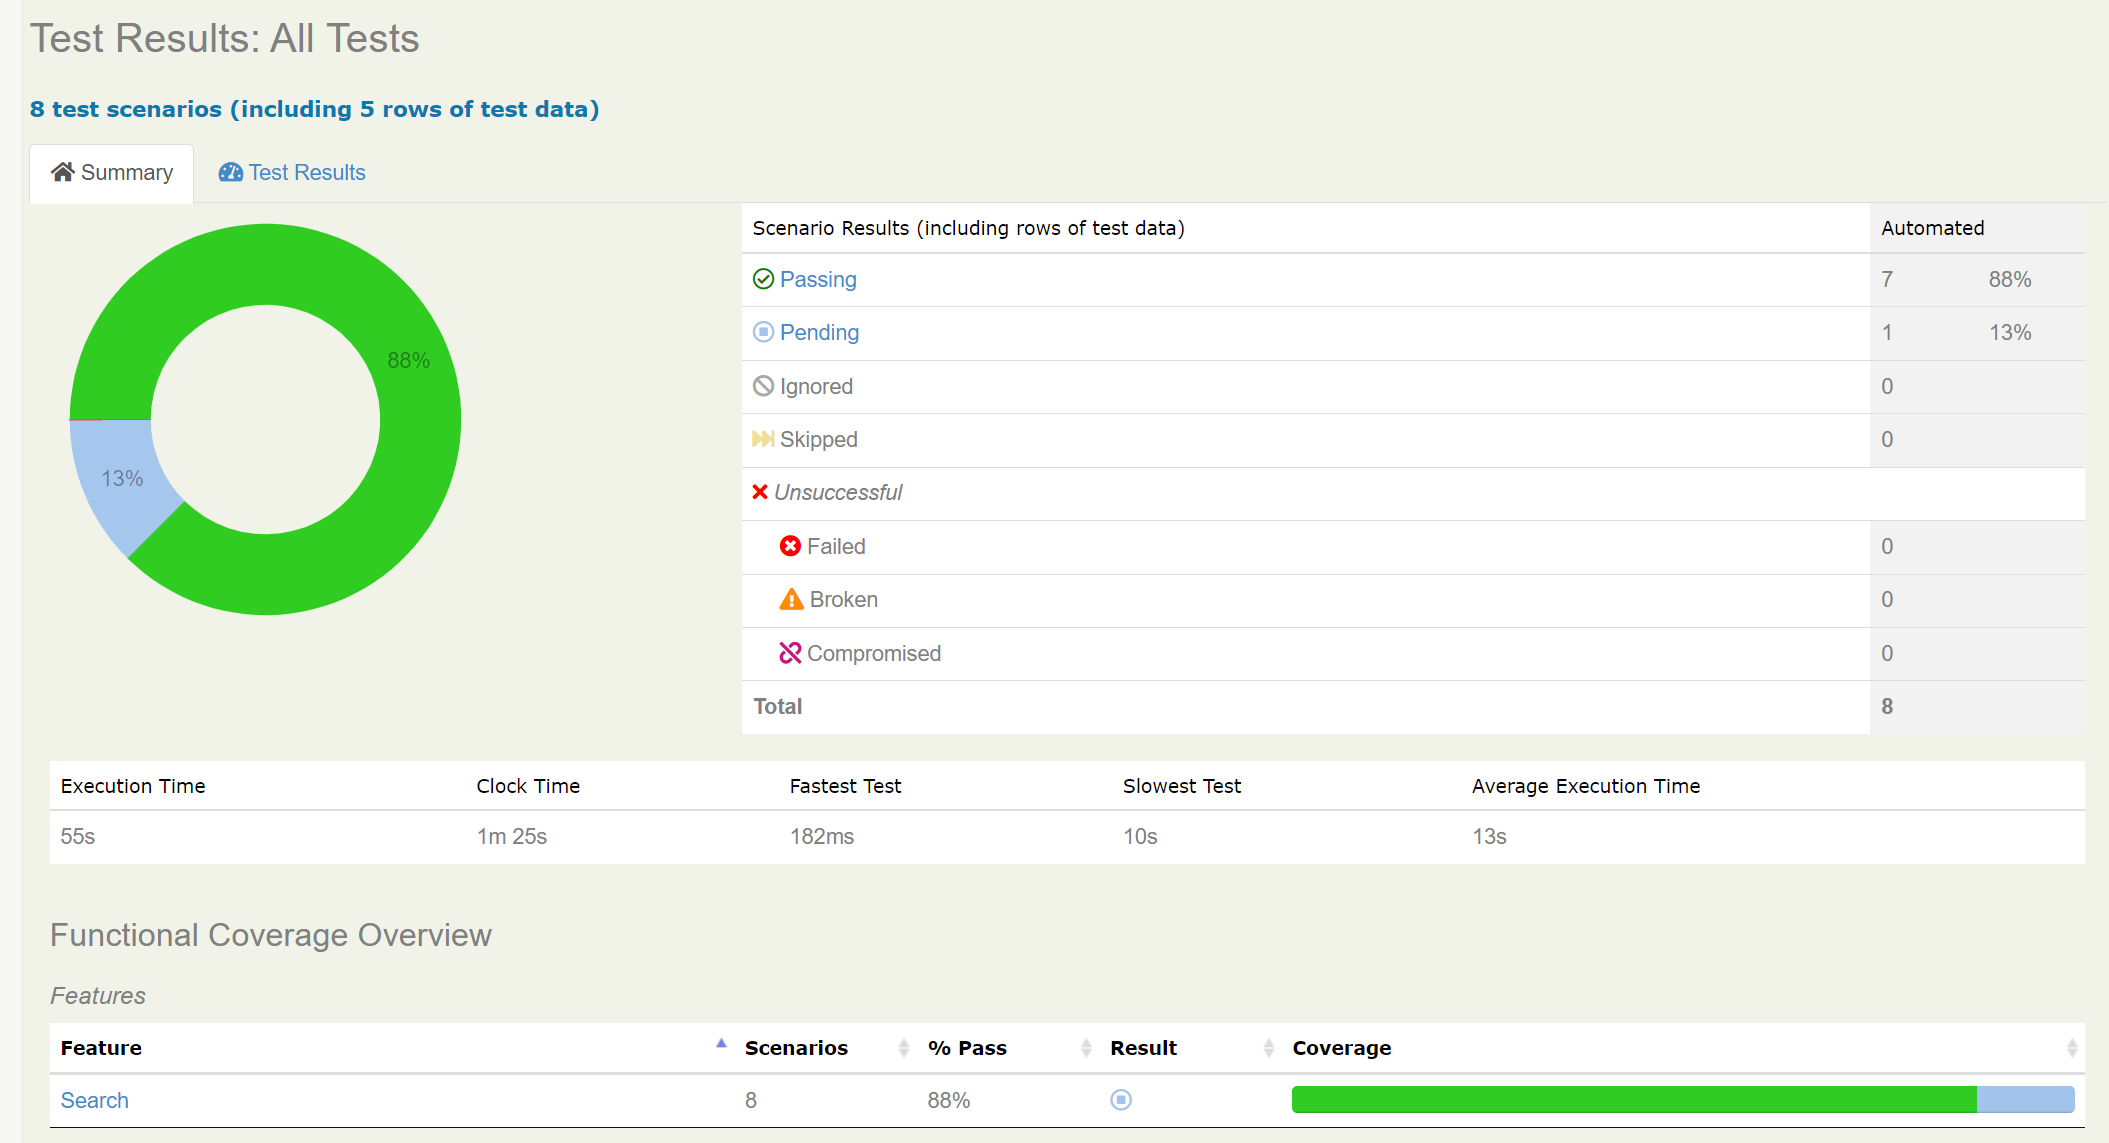 Test Results: All Tests
8 test scenarios (including 5 rows of test data)
Summary
Test Results
88%
13%
Scenario Results (including rows of test data) Automated
Passing 7 88%
Pending 1 13%
Ignored 0
Skipped 0
Unsuccessful
Failed 0
Broken 0
Compromised 0
Total 8
Execution Time Clock Time Fastest Test Slowest Test Average Execution Time
55s 1m 25s 182ms 10s 13s
Functional Coverage Overview
Features
Feature Scenarios % Pass Result Coverage
Search 8 88%